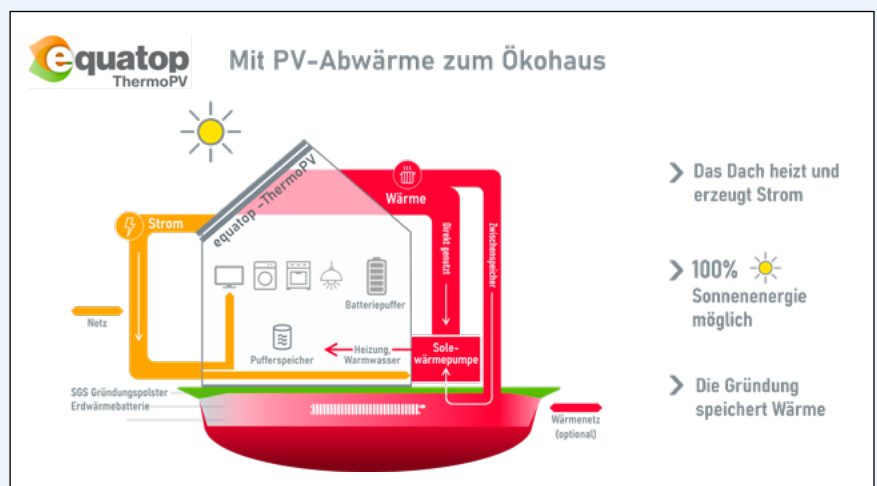 equatop
ThermoPV
Mit PV-Abwärme zum Ökohaus
equatop -ThermoPV
Wärme
Strom
Direkt genutzt
Zwischenspeicher
Batteriepuffer
Netz
Pufferspeicher
Heizung,
Warmwasser
Sole-
wärmepumpe
SGS Gründungspolster
Erdwärmebatterie
Wärmenetz
(optional)
Das Dach heizt und
erzeugt Strom
100%
Sonnenenergie
möglich
Die Gründung
speichert Wärme